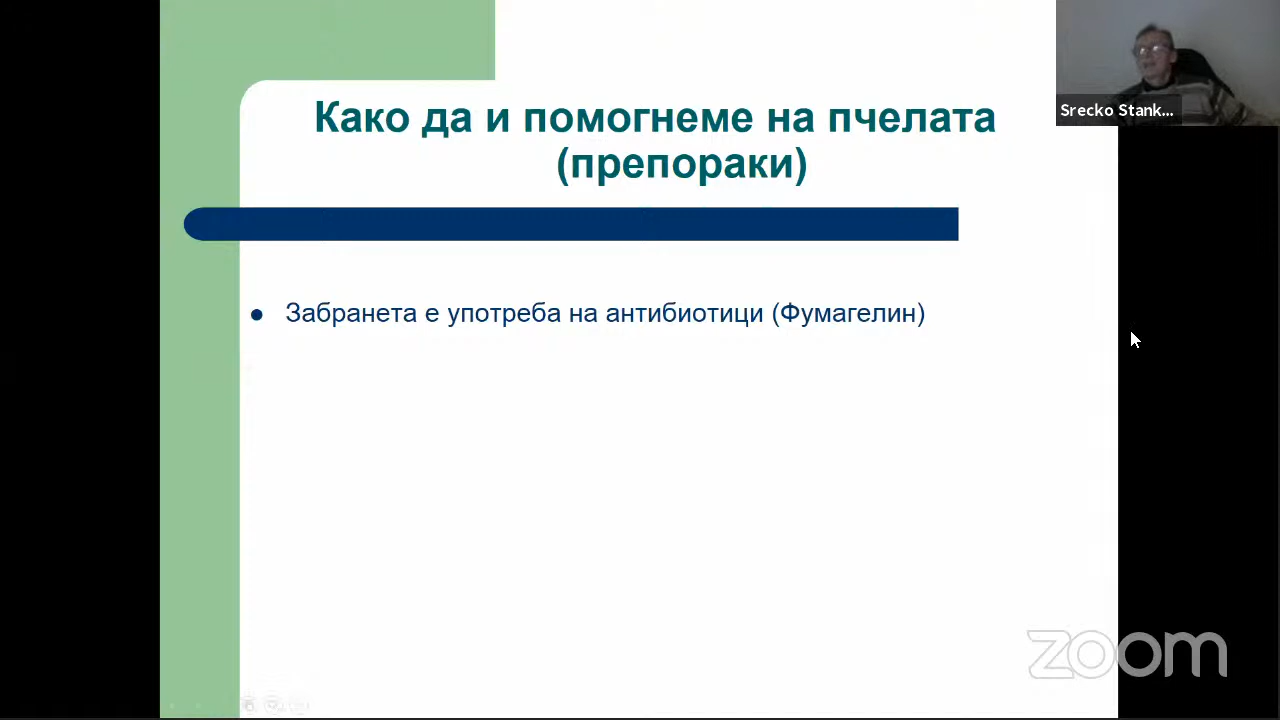 Како да и помогнеме на пчелата
(препораки)
Srecko Stank...
● Забранета е употреба на антибиотици (Фумагелин)
zoom